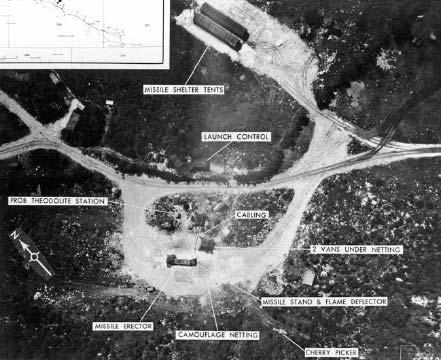 MISSILE SHELTER TENTS
LAUNCH CONTROL
PROB THEODOLITE STATION
CABLING
2 VANS UNDER NETTING
MISSILE STAND & FLAME DEFLECTOR
MISSILE ERECTOR
CAMOUFLAGE NETTING
CHERRY PICKER
N